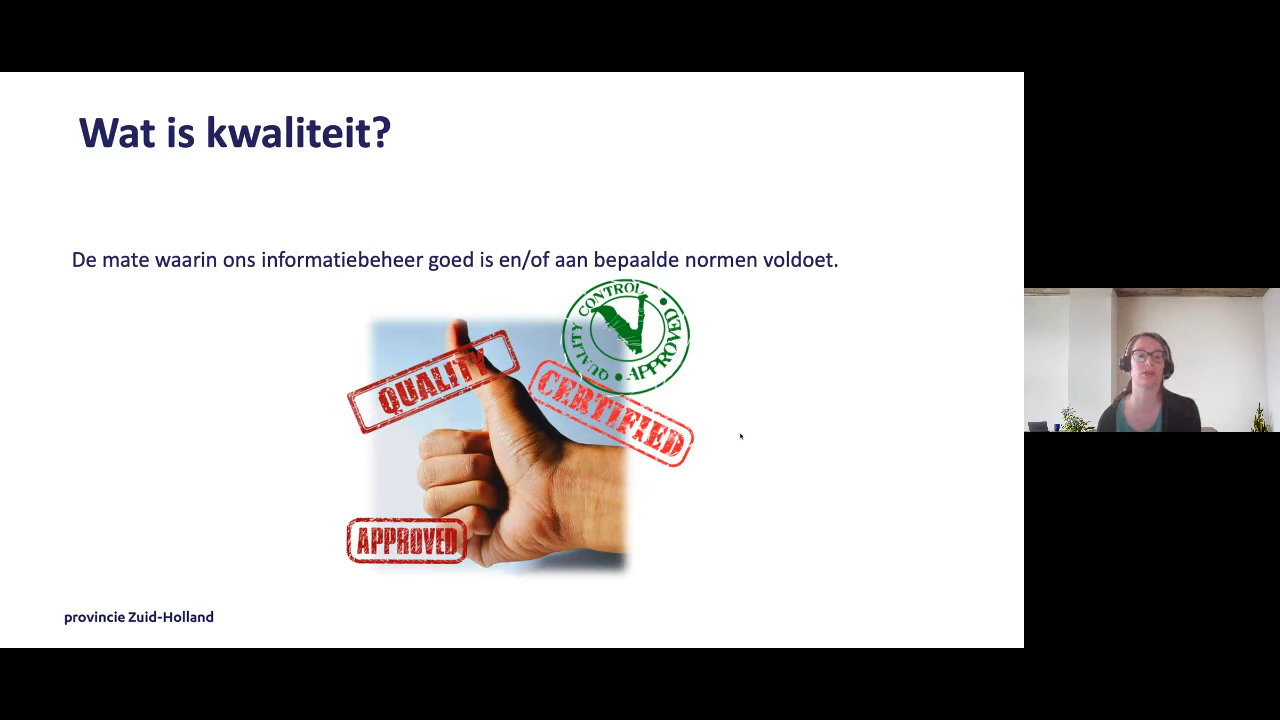 Wat is kwaliteit?
De mate waarin ons informatiebeheer goed is en/of aan bepaalde normen voldoet.
QUALITY CONTROL • APPROVED •
QUALITY
CERTIFIED
APPROVED
provincie Zuid-Holland